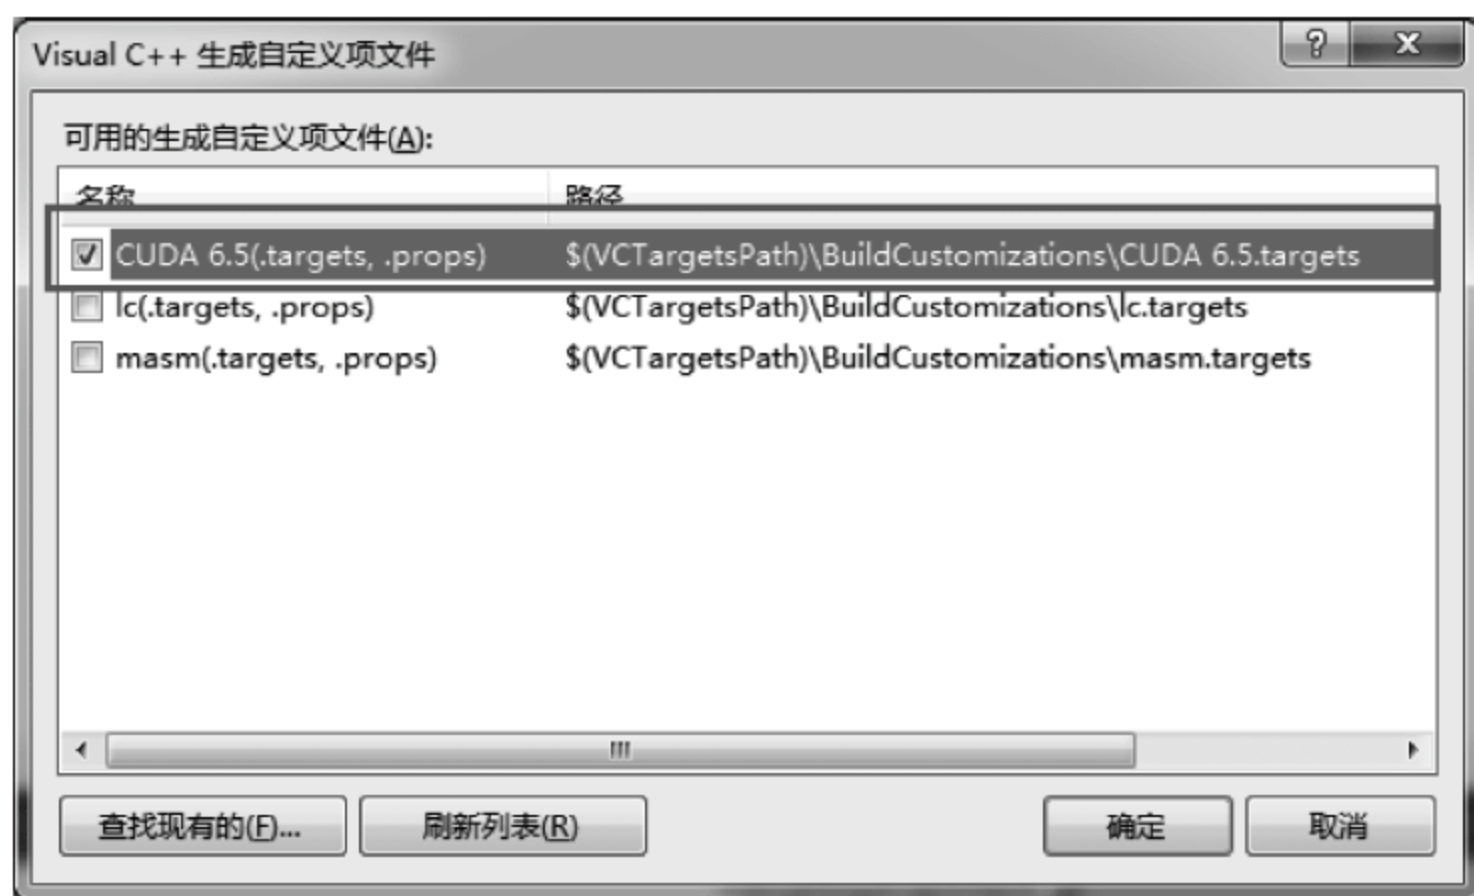 Visual C++ 生成自定义项文件
可用的生成自定义项文件(A):
名称 路径
CUDA 6.5(.targets, .props) $(VCTargetsPath)\BuildCustomizations\CUDA 6.5.targets
lc(.targets, .props) $(VCTargetsPath)\BuildCustomizations\lc.targets
masm(.targets, .props) $(VCTargetsPath)\BuildCustomizations\masm.targets
查找现有的(F)... 刷新列表(R) 确定 取消